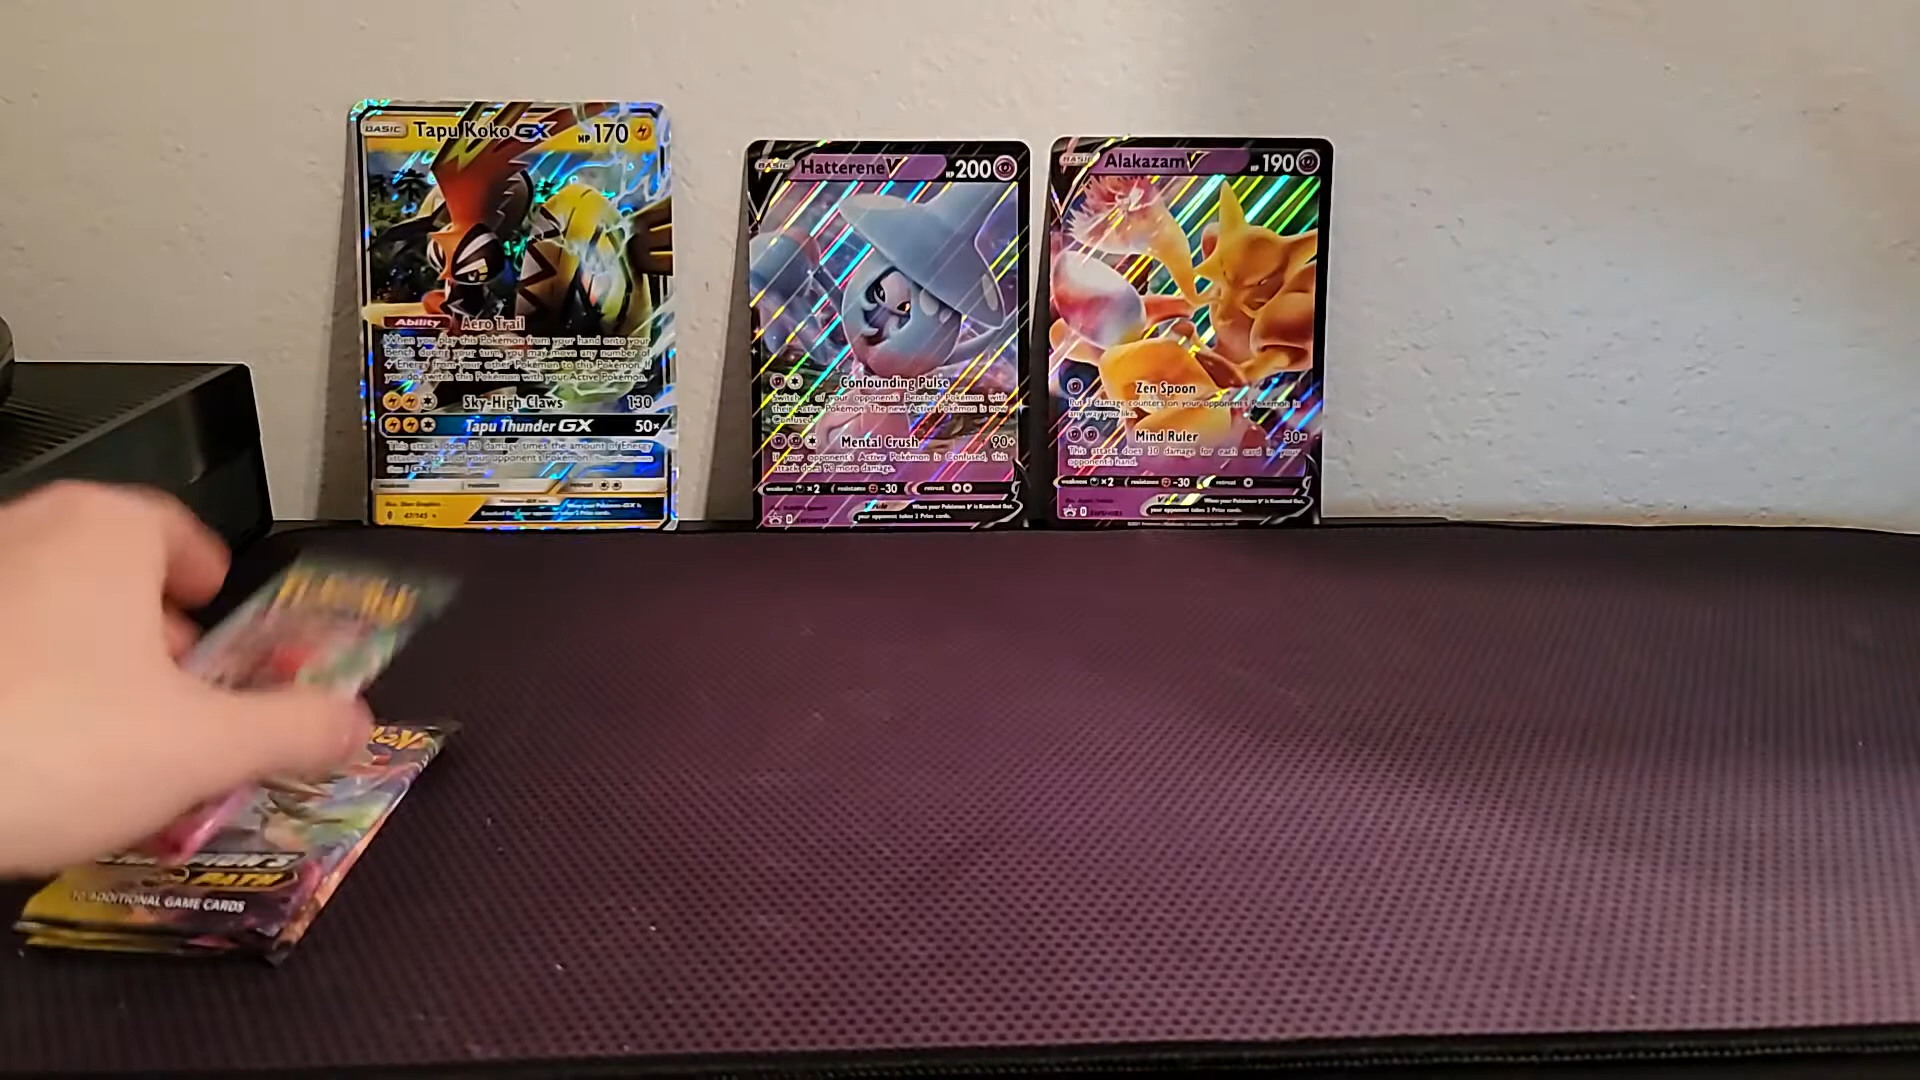 BASIC Tapu Koko GX HP 170
Ability Aero Trail
When you play this Pokémon from your hand onto your
Bench during your turn, you may move any number of
Energy from your other Pokémon to this Pokémon. If
you do, switch this Pokémon with your Active Pokémon.
Sky-High Claws 130
Tapu Thunder GX 50×
This attack does 50 damage times the amount of Energy
attached to all of your opponent's Pokémon.
weakness resistance retreat
47/145
BASIC Hatterene V HP 200
Confounding Pulse
Switch 1 of your opponent's Benched Pokémon with
their Active Pokémon. The new Active Pokémon is now
Confused.
Mental Crush 90+
If your opponent's Active Pokémon is Confused, this
attack does 90 more damage.
weakness ×2 resistance -30 retreat
When your Pokémon V is Knocked Out,
your opponent takes 2 Prize cards.
BASIC Alakazam V HP 190
Zen Spoon
Put 3 damage counters on your opponent's Pokémon in
any way you like.
Mind Ruler 30×
This attack does 30 damage for each card in your
opponent's hand.
weakness ×2 resistance -30 retreat
When your Pokémon V is Knocked Out,
your opponent takes 2 Prize cards.
CHAMPION'S
PATH
10 ADDITIONAL GAME CARDS